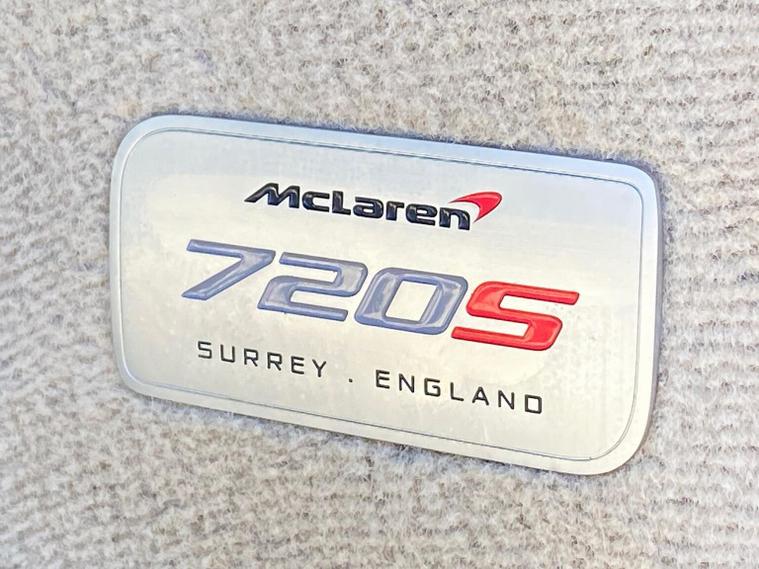 McLaren
720S
SURREY . ENGLAND